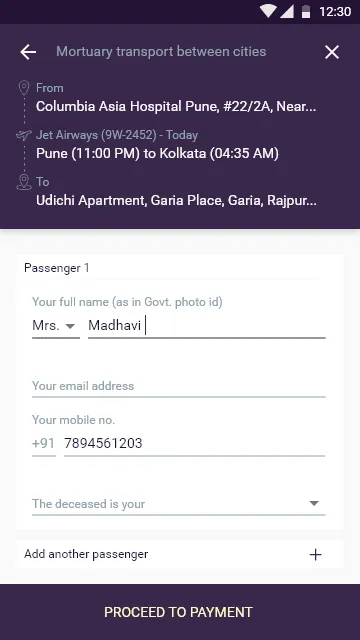 12:30
Mortuary transport between cities
From
Columbia Asia Hospital Pune, #22/2A, Near...
Jet Airways (9W-2452) - Today
Pune (11:00 PM) to Kolkata (04:35 AM)
To
Udichi Apartment, Garia Place, Garia, Rajpur...
Passenger 1
Your full name (as in Govt. photo id)
Mrs. Madhavi
Your email address
Your mobile no.
+91 7894561203
The deceased is your
Add another passenger
PROCEED TO PAYMENT